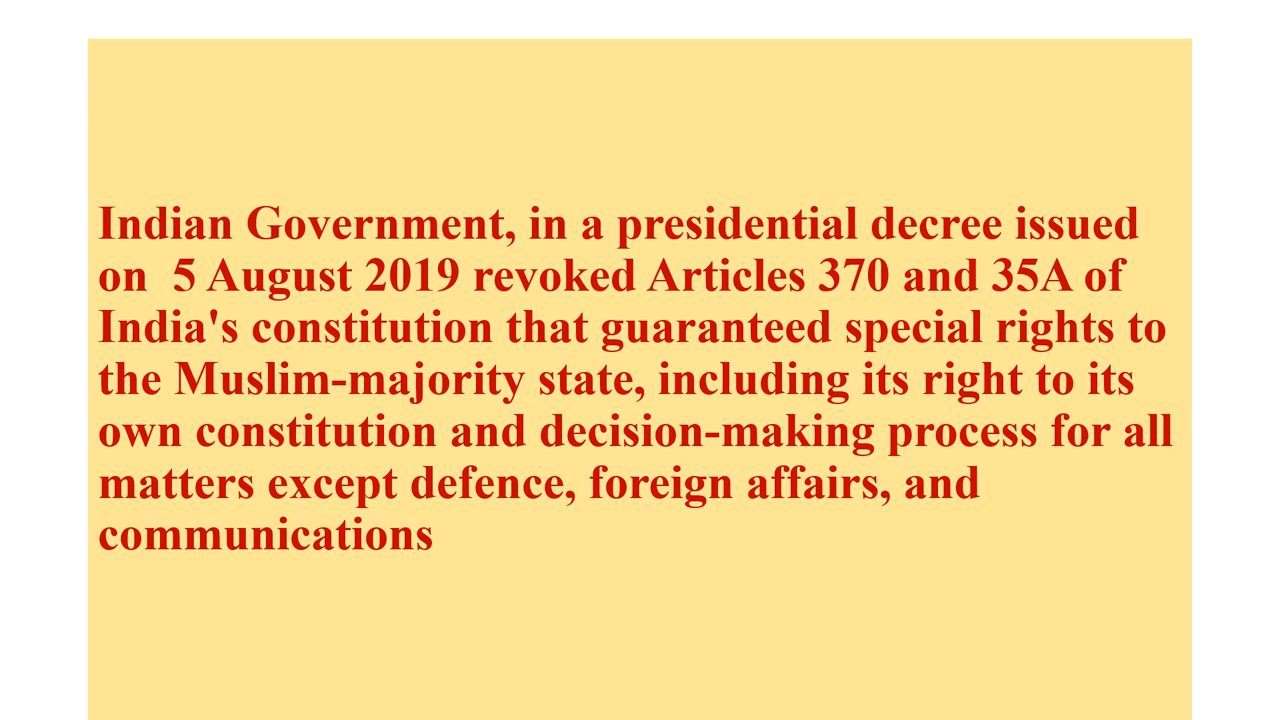 Indian Government, in a presidential decree issued
on  5 August 2019 revoked Articles 370 and 35A of
India's constitution that guaranteed special rights to
the Muslim-majority state, including its right to its
own constitution and decision-making process for all
matters except defence, foreign affairs, and
communications